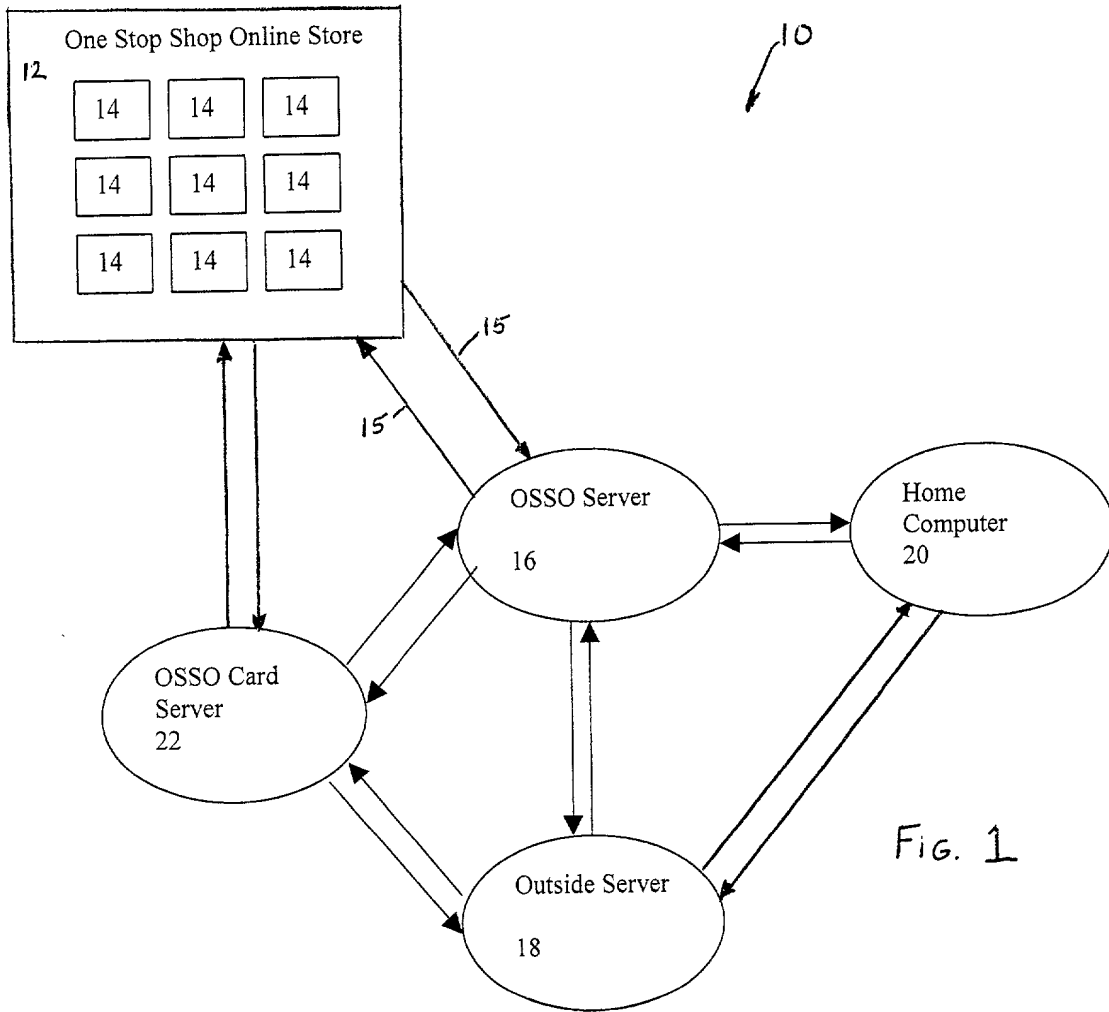 One Stop Shop Online Store
10
12
14 14 14
14 14 14
14 14 14
15
15
OSSO Server
16
Home
Computer
20
OSSO Card
Server
22
Fig. 1
Outside Server
18